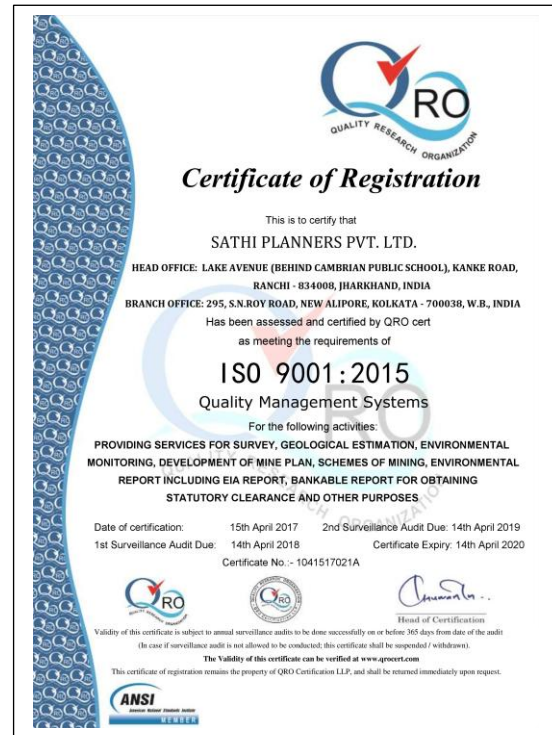 QRO
QUALITY RESEARCH ORGANIZATION
Certificate of Registration
This is to certify that
SATHI PLANNERS PVT. LTD.
HEAD OFFICE: LAKE AVENUE (BEHIND CAMBRIAN PUBLIC SCHOOL), KANKE ROAD,
RANCHI - 834008, JHARKHAND, INDIA
BRANCH OFFICE: 295, S.N.ROY ROAD, NEW ALIPORE, KOLKATA - 700038, W.B., INDIA
Has been assessed and certified by QRO cert
as meeting the requirements of
ISO 9001:2015
Quality Management Systems
For the following activities:
PROVIDING SERVICES FOR SURVEY, GEOLOGICAL ESTIMATION, ENVIRONMENTAL
MONITORING, DEVELOPMENT OF MINE PLAN, SCHEMES OF MINING, ENVIRONMENTAL
REPORT INCLUDING EIA REPORT, BANKABLE REPORT FOR OBTAINING
STATUTORY CLEARANCE AND OTHER PURPOSES
Date of certification: 15th April 2017 2nd Surveillance Audit Due: 14th April 2019
1st Surveillance Audit Due: 14th April 2018 Certificate Expiry: 14th April 2020
Certificate No.:- 1041517021A
QRO
QUALITY RESEARCH ORGANIZATION
Head of Certification
Validity of this certificate is subject to annual surveillance audits to be done successfully on or before 365 days from date of the audit
(In case if surveillance audit is not allowed to be conducted; this certificate shall be suspended / withdrawn).
The Validity of this certificate can be verified at www.qrocert.com
This certificate of registration remains the property of QRO Certification LLP, and shall be returned immediately upon request.
ANSI
American National Standards Institute
MEMBER